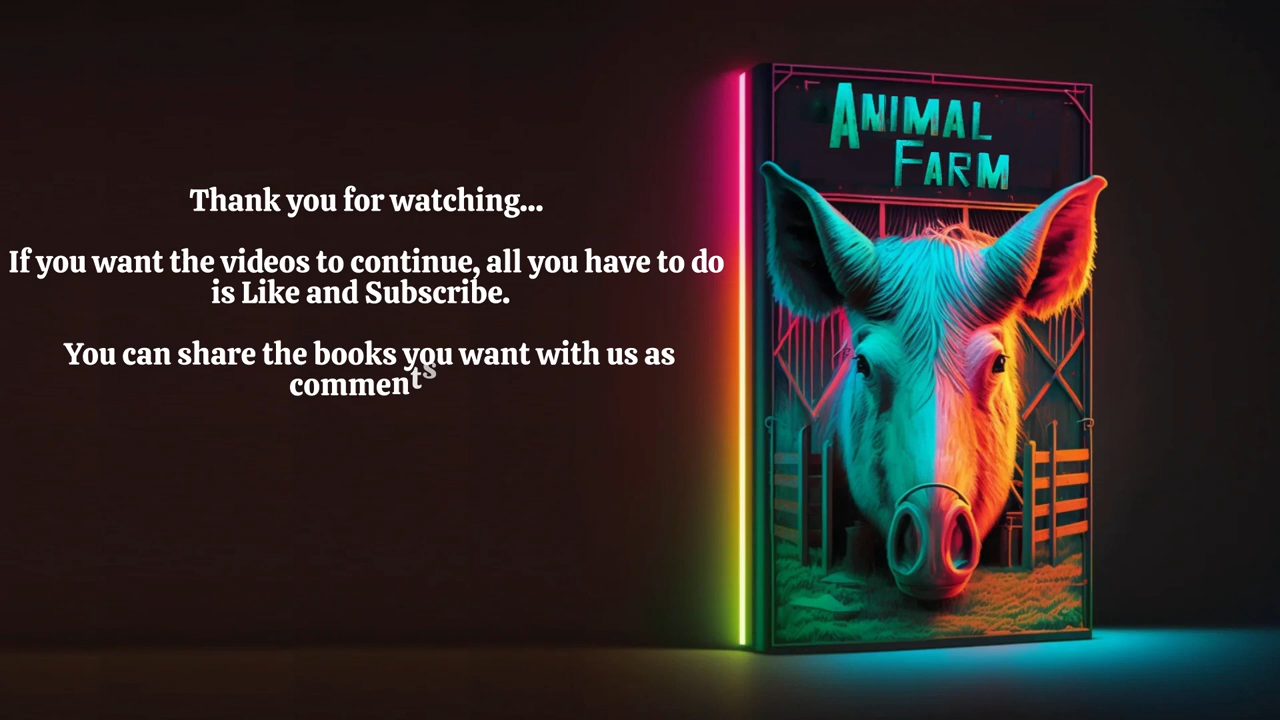 Thank you for watching...
If you want the videos to continue, all you have to do
is Like and Subscribe.
You can share the books you want with us as
comments
ANIMAL
FARM